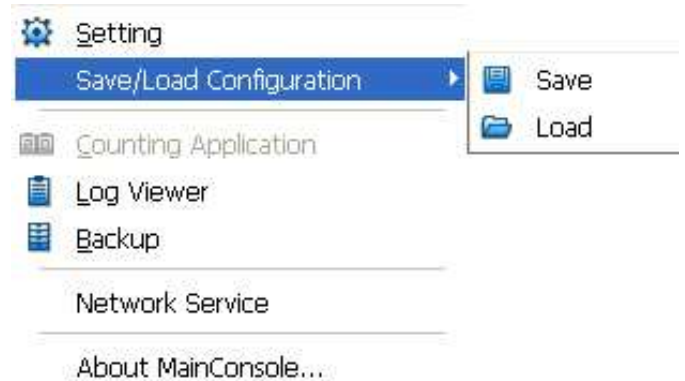 Setting
Save/Load Configuration
Save
Load
Counting Application
Log Viewer
Backup
Network Service
About MainConsole...